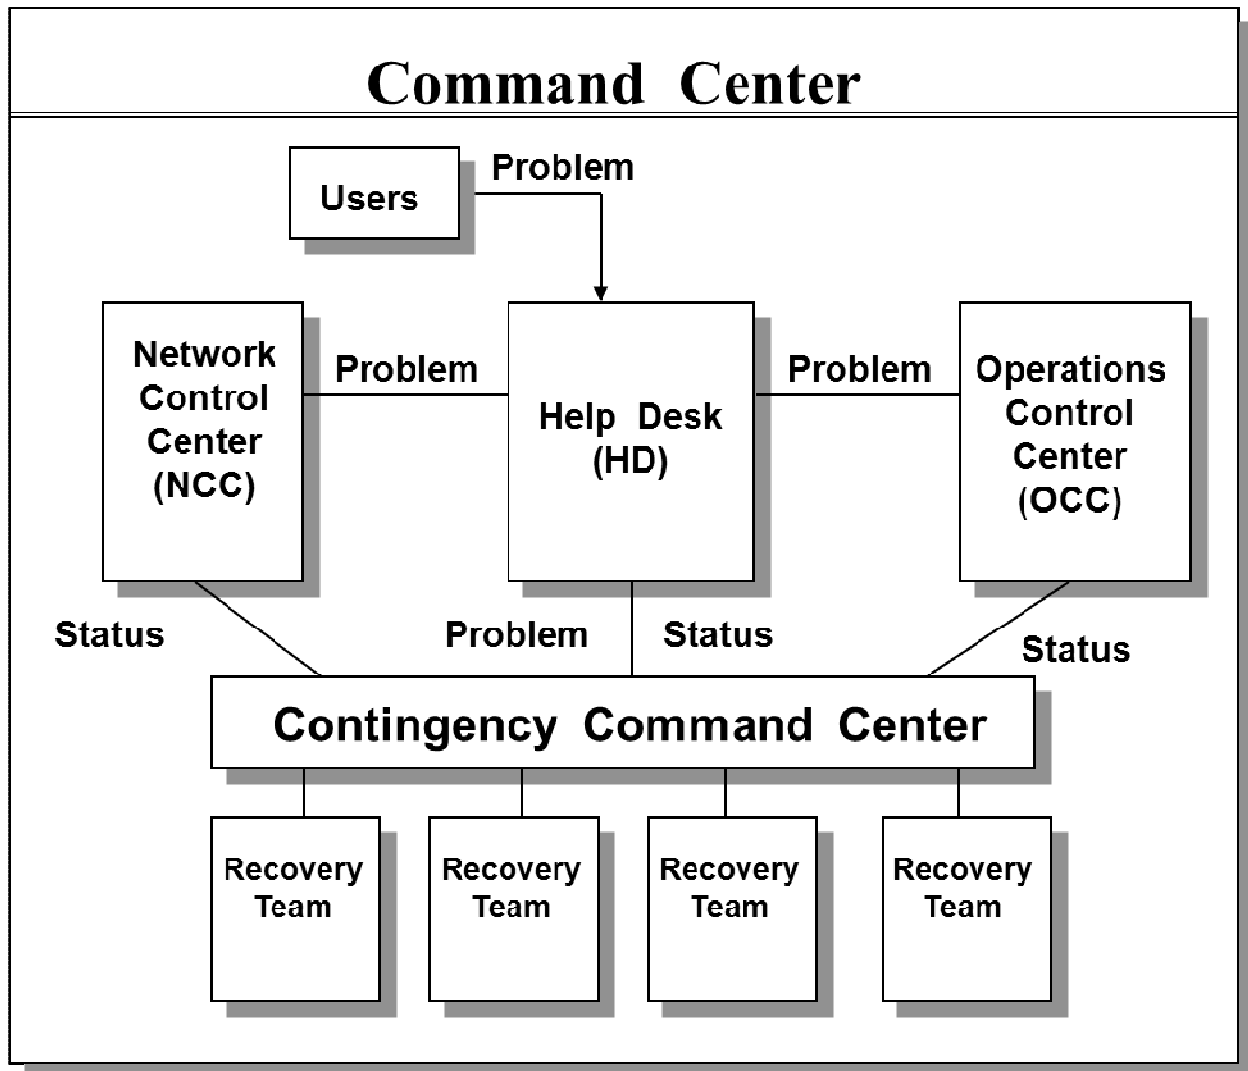 Command Center
Users
Problem
Network
Control
Center
(NCC)
Problem
Help Desk
(HD)
Problem
Operations
Control
Center
(OCC)
Status
Problem
Status
Status
Contingency Command Center
Recovery
Team
Recovery
Team
Recovery
Team
Recovery
Team